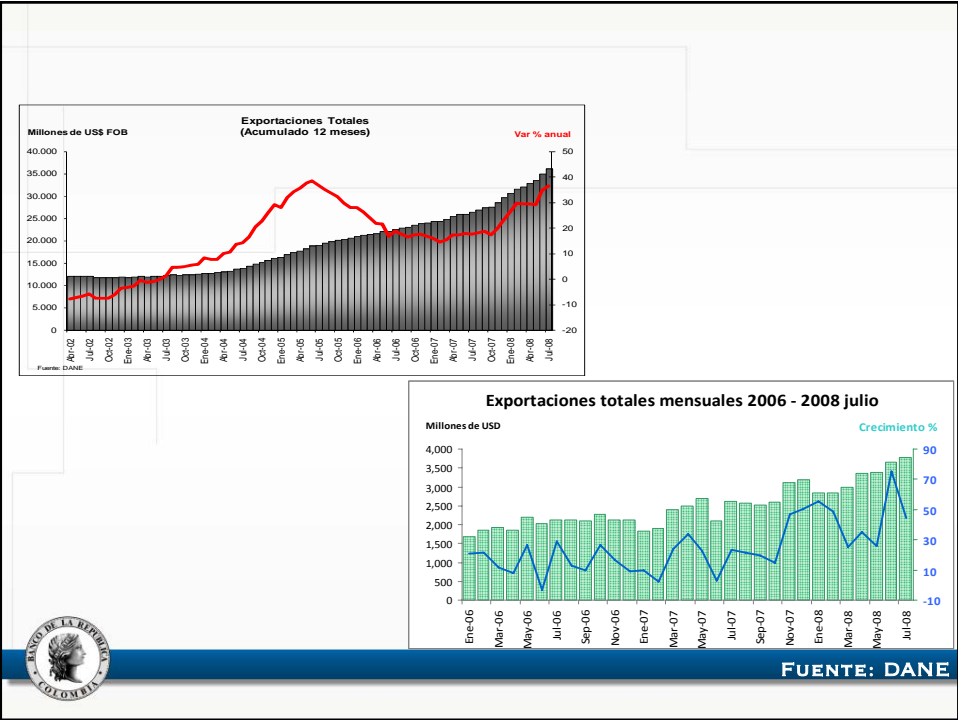 Exportaciones Totales
(Acumulado 12 meses)
Millones de US$ FOB
Var % anual
40.000
35.000
30.000
25.000
20.000
15.000
10.000
5.000
0
50
40
30
20
10
0
-10
-20
Abr-02
Jul-02
Oct-02
Ene-03
Abr-03
Jul-03
Oct-03
Ene-04
Abr-04
Jul-04
Oct-04
Ene-05
Abr-05
Jul-05
Oct-05
Ene-06
Abr-06
Jul-06
Oct-06
Ene-07
Abr-07
Jul-07
Oct-07
Ene-08
Abr-08
Jul-08
Fuente: DANE
Exportaciones totales mensuales 2006 - 2008 julio
Millones de USD
Crecimiento %
4,000
3,500
3,000
2,500
2,000
1,500
1,000
500
0
90
70
50
30
10
-10
Ene-06
Mar-06
May-06
Jul-06
Sep-06
Nov-06
Ene-07
Mar-07
May-07
Jul-07
Sep-07
Nov-07
Ene-08
Mar-08
May-08
Jul-08
BANCO DE LA REPUBLICA
COLOMBIA
FUENTE: DANE